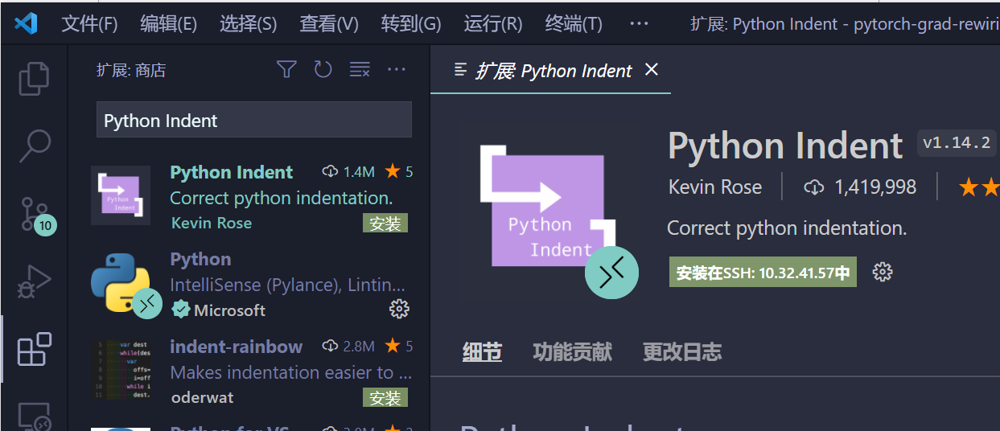 文件(F) 编辑(E) 选择(S) 查看(V) 转到(G) 运行(R) 终端(T) ··· 扩展: Python Indent - pytorch-grad-rewiri
扩展: 商店
Python Indent
Python Indent 1.4M ★ 5
Correct python indentation.
Kevin Rose 安装
Python
IntelliSense (Pylance), Lintin...
Microsoft
indent-rainbow 2.8M ★ 5
Makes indentation easier to ...
oderwat 安装
10
扩展: Python Indent
Python
Indent
Python Indent v1.14.2
Kevin Rose 1,419,998 ★★
Correct python indentation.
安装在SSH: 10.32.41.57中
细节 功能贡献 更改日志
Python Indent